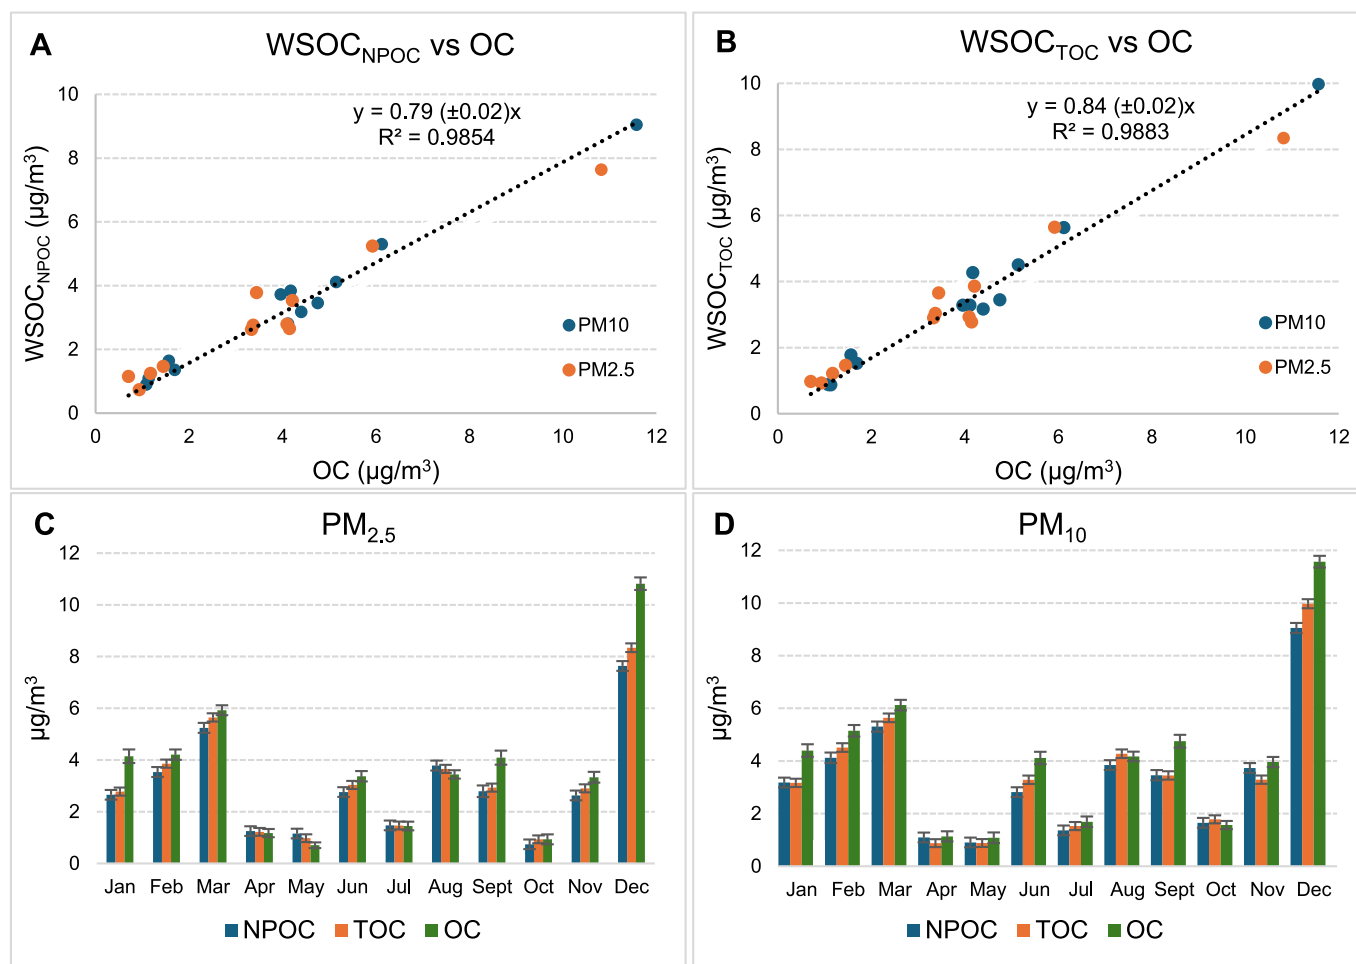 A
WSOC_NPOC vs OC
y = 0.79 (±0.02)x
R² = 0.9854
WSOC_NPOC (µg/m³)
10
8
6
4
2
0
0 2 4 6 8 10 12
OC (µg/m³)
PM10
PM2.5
B
WSOC_TOC vs OC
y = 0.84 (±0.02)x
R² = 0.9883
WSOC_TOC (µg/m³)
10
8
6
4
2
0
0 2 4 6 8 10 12
OC (µg/m³)
PM10
PM2.5
C
PM₂.₅
µg/m³
12
10
8
6
4
2
0
Jan Feb Mar Apr May Jun Jul Aug Sept Oct Nov Dec
NPOC TOC OC
D
PM₁₀
µg/m³
12
10
8
6
4
2
0
Jan Feb Mar Apr May Jun Jul Aug Sept Oct Nov Dec
NPOC TOC OC